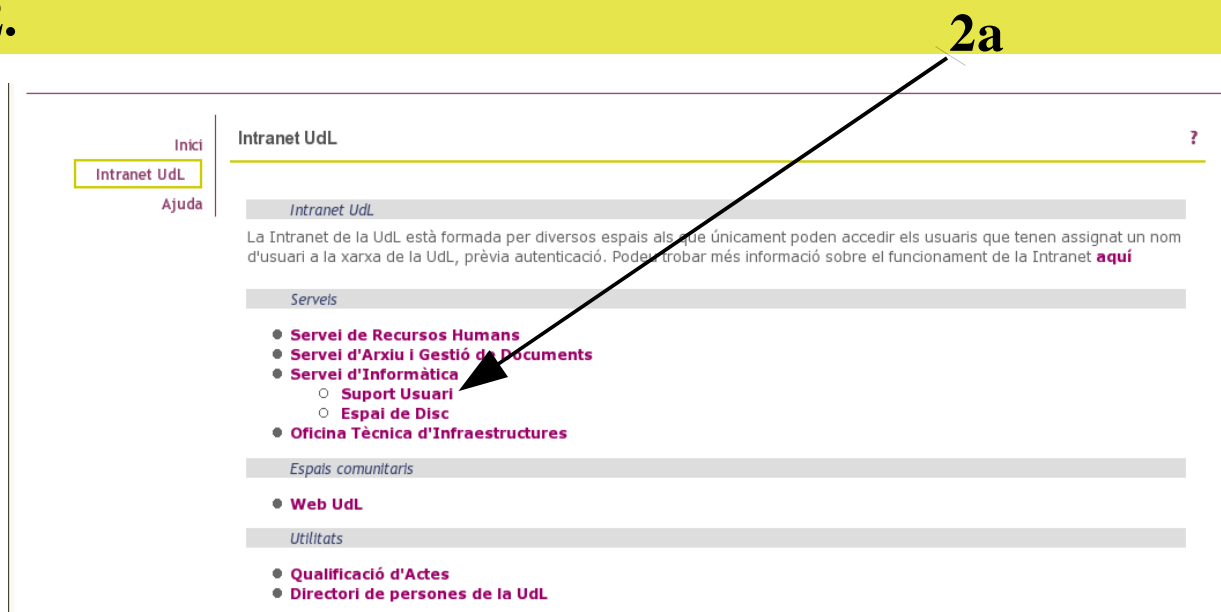 2.
2a
Inici
Intranet UdL
Ajuda
Intranet UdL
?
Intranet UdL
La Intranet de la UdL està formada per diversos espais als que únicament poden accedir els usuaris que tenen assignat un nom
d'usuari a la xarxa de la UdL, prèvia autenticació. Podeu trobar més informació sobre el funcionament de la Intranet aquí
Serveis
Servei de Recursos Humans
Servei d'Arxiu i Gestió de Documents
Servei d'Informàtica
Suport Usuari
Espai de Disc
Oficina Tècnica d'Infraestructures
Espais comunitaris
Web UdL
Utilitats
Qualificació d'Actes
Directori de persones de la UdL